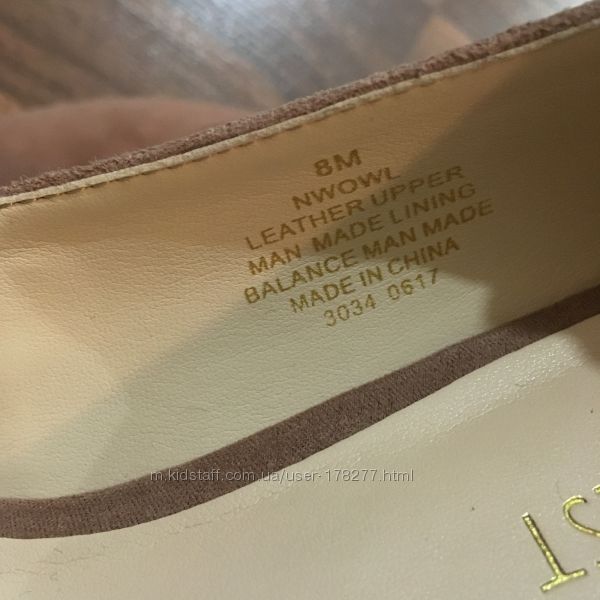 8M
NWOWL
LEATHER UPPER
MAN MADE LINING
BALANCE MAN MADE
MADE IN CHINA
3034 0617
m.kidstaff.com.ua/user-178277.html
ST